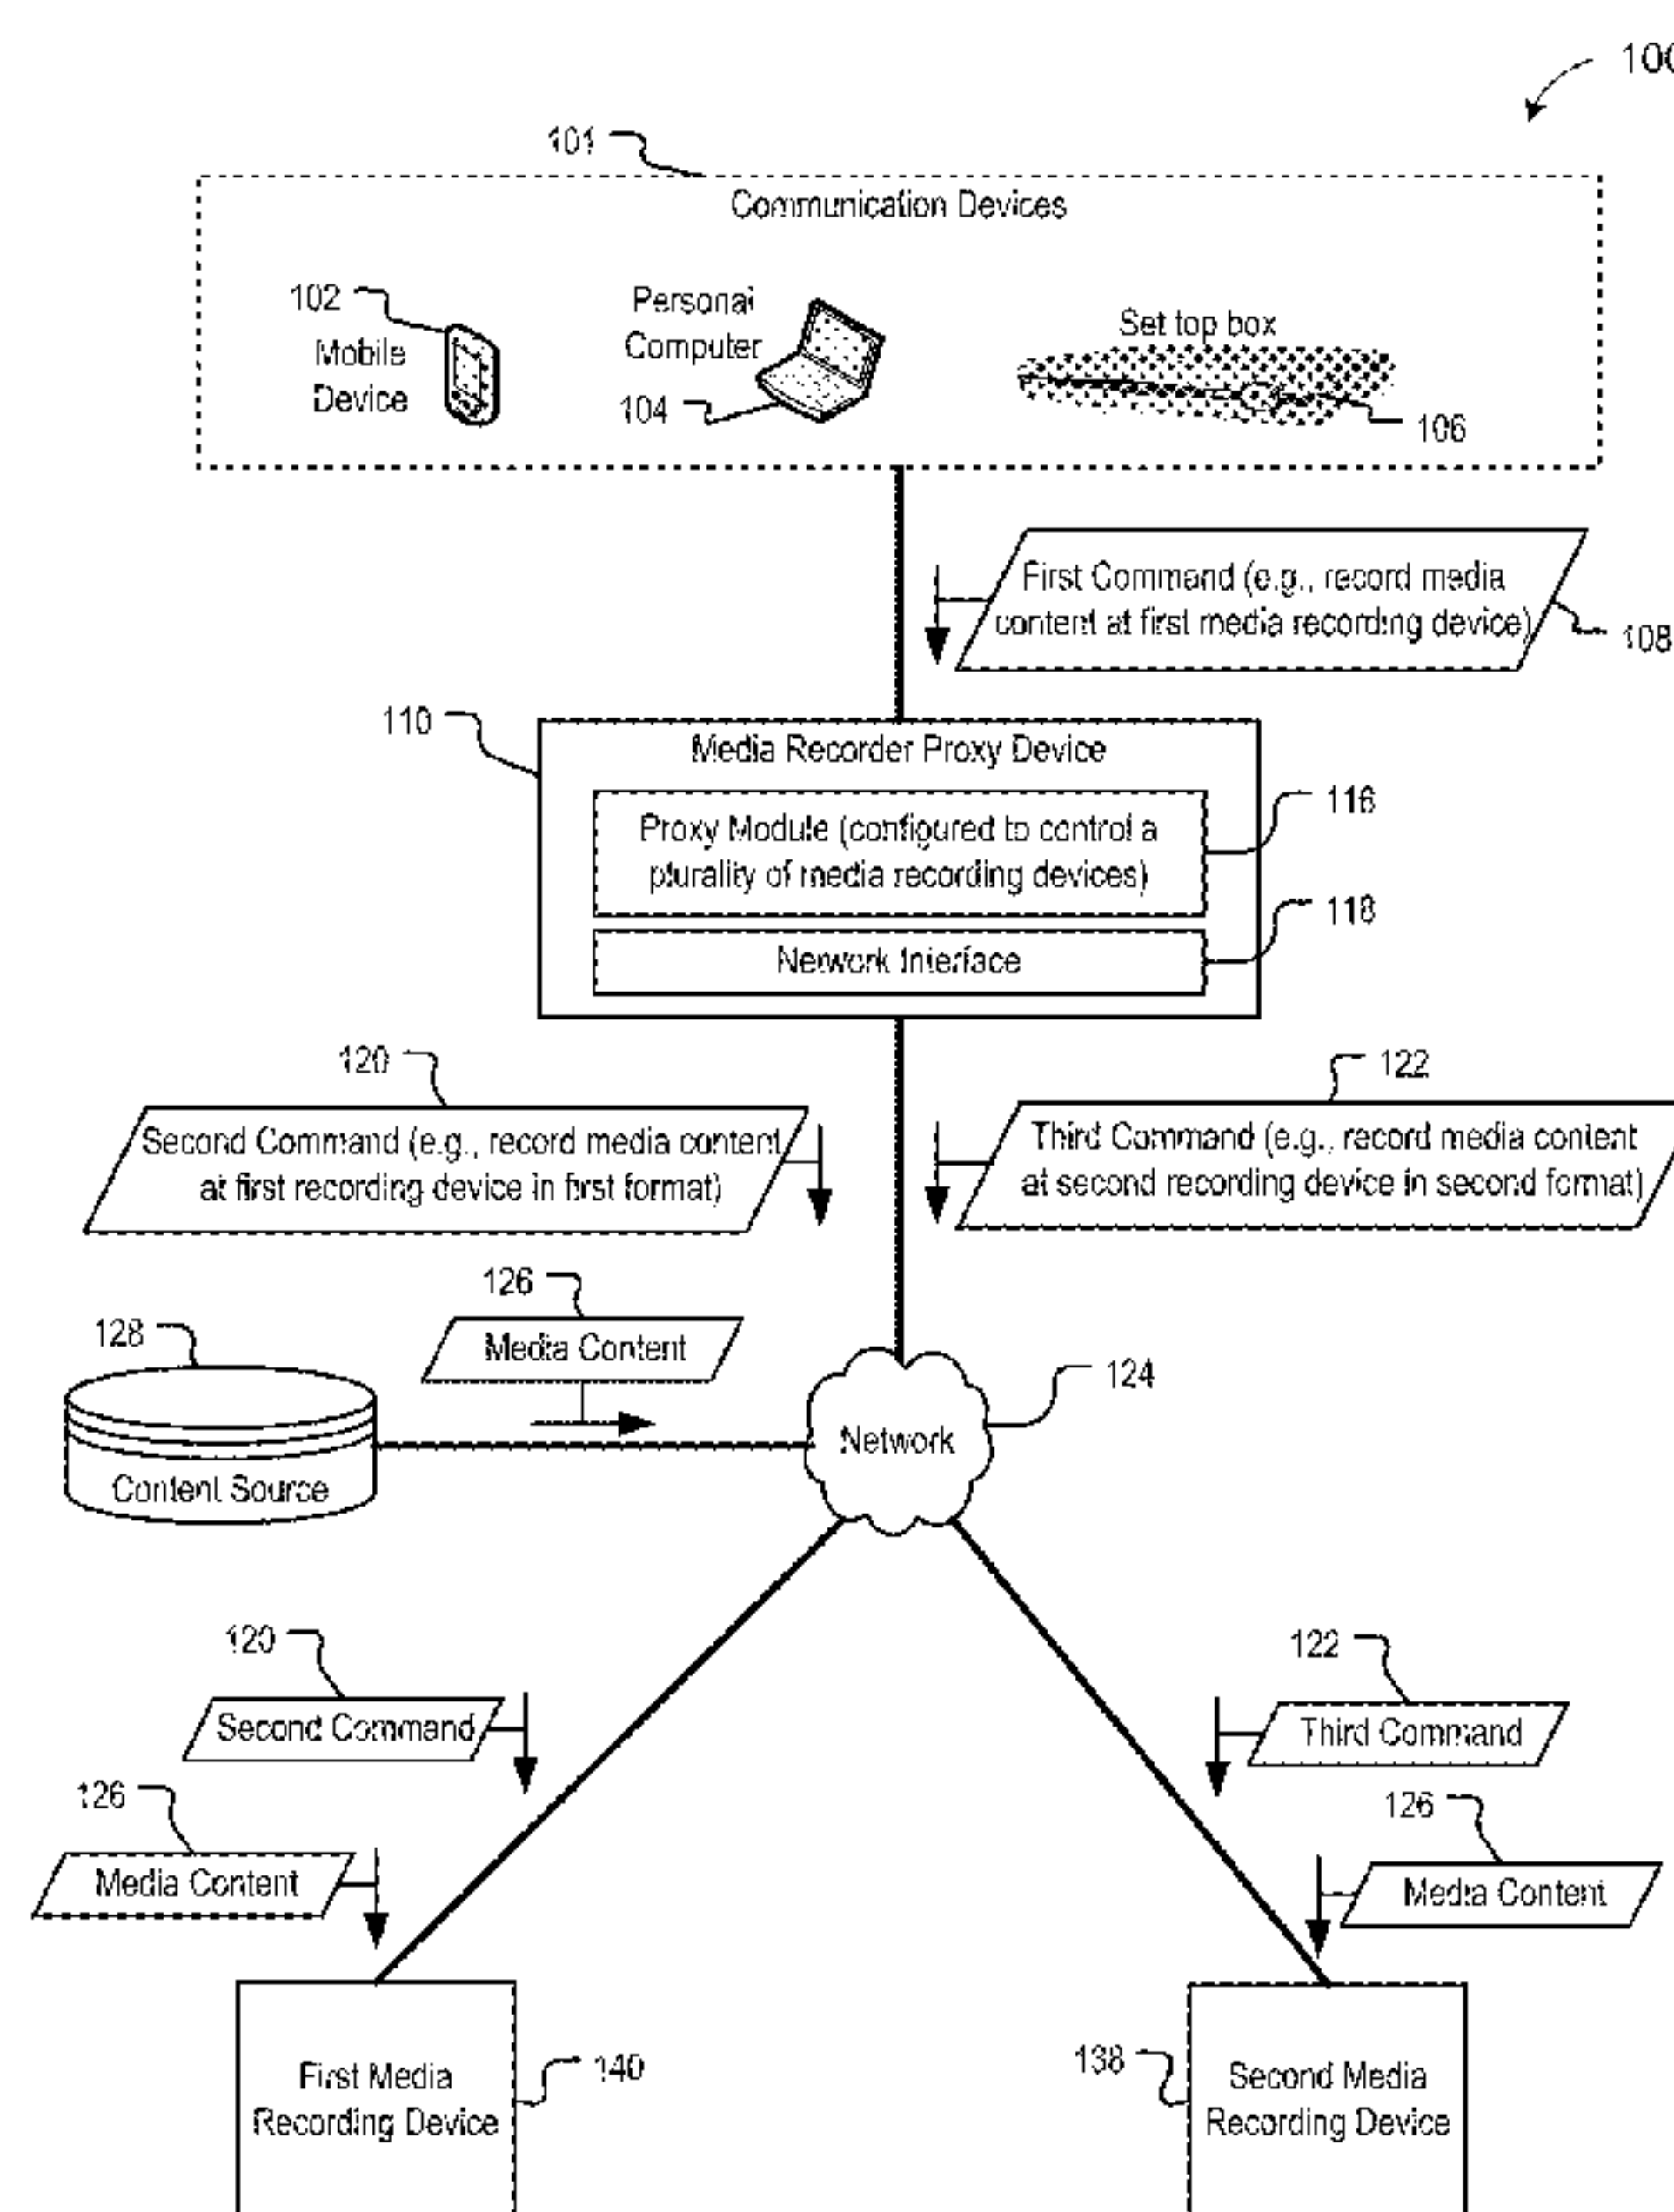 100
101
Communication Devices
102
Mobile
Device
Personal
Computer
104
Set top box
106
First Command (e.g., record media
content at first media recording device)
108
110
Media Recorder Proxy Device
Proxy Module (configured to control a
plurality of media recording devices)
116
118
Network Interface
120
122
Second Command (e.g., record media content
at first recording device in first format)
Third Command (e.g., record media content
at second recording device in second format)
126
128
Media Content
124
Network
Content Source
120
122
Second Command
Third Command
126
126
Media Content
Media Content
First Media
Recording Device
140
138
Second Media
Recording Device